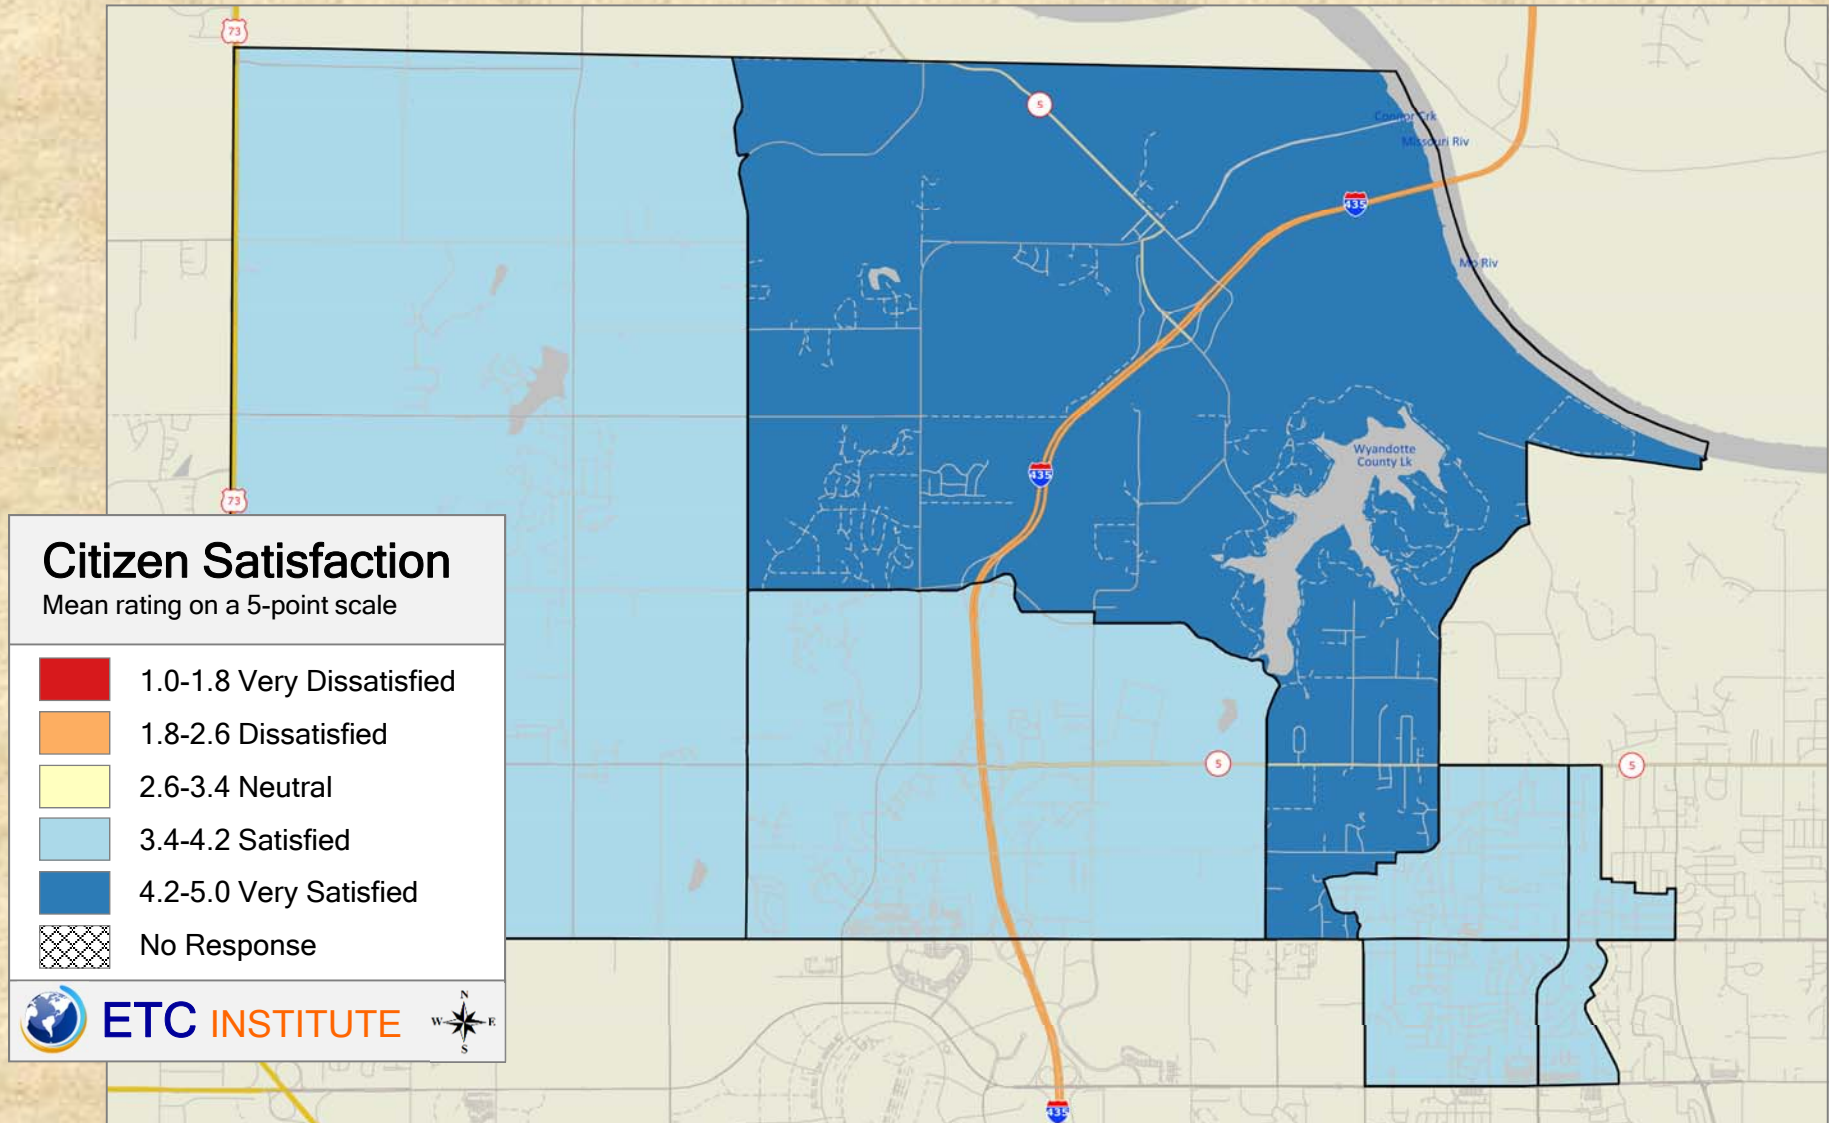 73
5
Connor Crk
Missouri Riv
435
Mo Riv
Wyandotte
County Lk
435
73
Citizen Satisfaction
Mean rating on a 5-point scale
1.0-1.8 Very Dissatisfied
1.8-2.6 Dissatisfied
2.6-3.4 Neutral
3.4-4.2 Satisfied
4.2-5.0 Very Satisfied
No Response
5
5
ETC INSTITUTE
N
W E
S
435